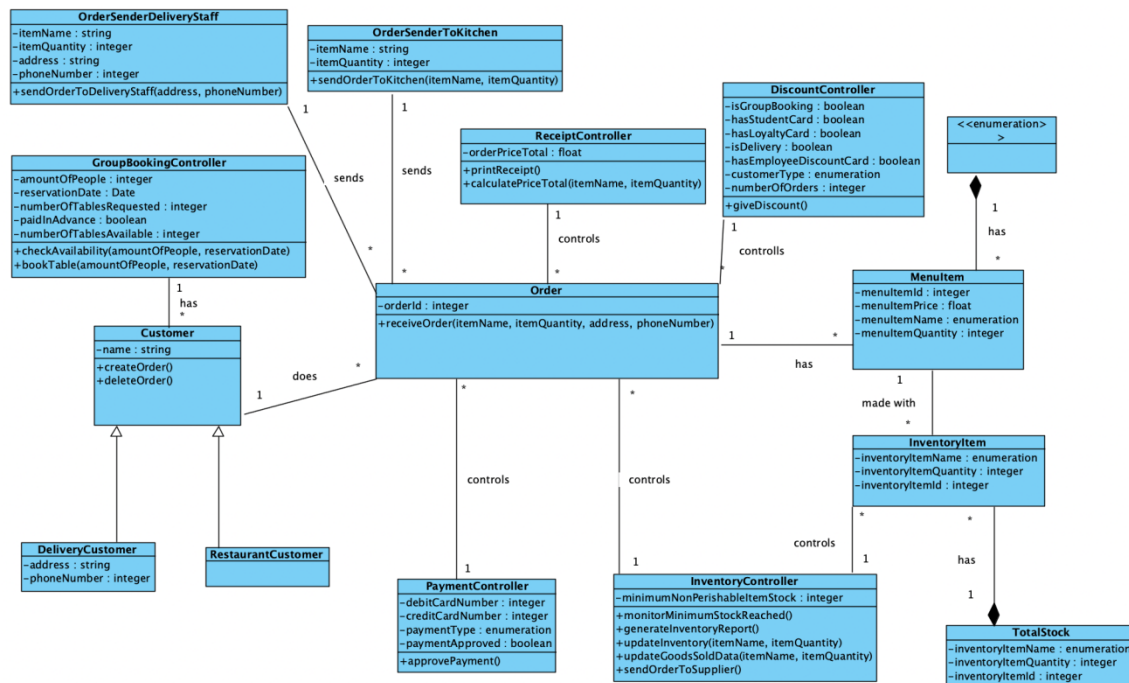 OrderSenderDeliveryStaff
-itemName : string
-itemQuantity : integer
-address : string
-phoneNumber : integer
+sendOrderToDeliveryStaff(address, phoneNumber)
OrderSenderToKitchen
-itemName : string
-itemQuantity : integer
+sendOrderToKitchen(itemName, itemQuantity)
DiscountController
-isGroupBooking : boolean
-hasStudentCard : boolean
-hasLoyaltyCard : boolean
-isDelivery : boolean
-hasEmployeeDiscountCard : boolean
-customerType : enumeration
-numberOfOrders : integer
+giveDiscount()
<<enumeration>
>
ReceiptController
-orderPriceTotal : float
+printReceipt()
+calculatePriceTotal(itemName, itemQuantity)
GroupBookingController
-amountOfPeople : integer
-reservationDate : Date
-numberOfTablesRequested : integer
-paidInAdvance : boolean
-numberOfTablesAvailable : integer
+checkAvailability(amountOfPeople, reservationDate)
+bookTable(amountOfPeople, reservationDate)
1
sends
*
1
sends
*
1
controls
*
1
controlls
*
1
has
*
1
has
*
Order
-orderId : integer
+receiveOrder(itemName, itemQuantity, address, phoneNumber)
MenuItem
-menuItemId : integer
-menuItemPrice : float
-menuItemName : enumeration
-menuItemQuantity : integer
Customer
-name : string
+createOrder()
+deleteOrder()
1
does
*
1
has
*
1
made with
*
InventoryItem
-inventoryItemName : enumeration
-inventoryItemQuantity : integer
-inventoryItemId : integer
*
controls
1
*
controls
1
*
controls
1
*
has
1
DeliveryCustomer
-address : string
-phoneNumber : integer
RestaurantCustomer
PaymentController
-debitCardNumber : integer
-creditCardNumber : integer
-paymentType : enumeration
-paymentApproved : boolean
+approvePayment()
InventoryController
-minimumNonPerishableItemStock : integer
+monitorMinimumStockReached()
+generateInventoryReport()
+updateInventory(itemName, itemQuantity)
+updateGoodsSoldData(itemName, itemQuantity)
+sendOrderToSupplier()
TotalStock
-inventoryItemName : enumeration
-inventoryItemQuantity : integer
-inventoryItemId : integer